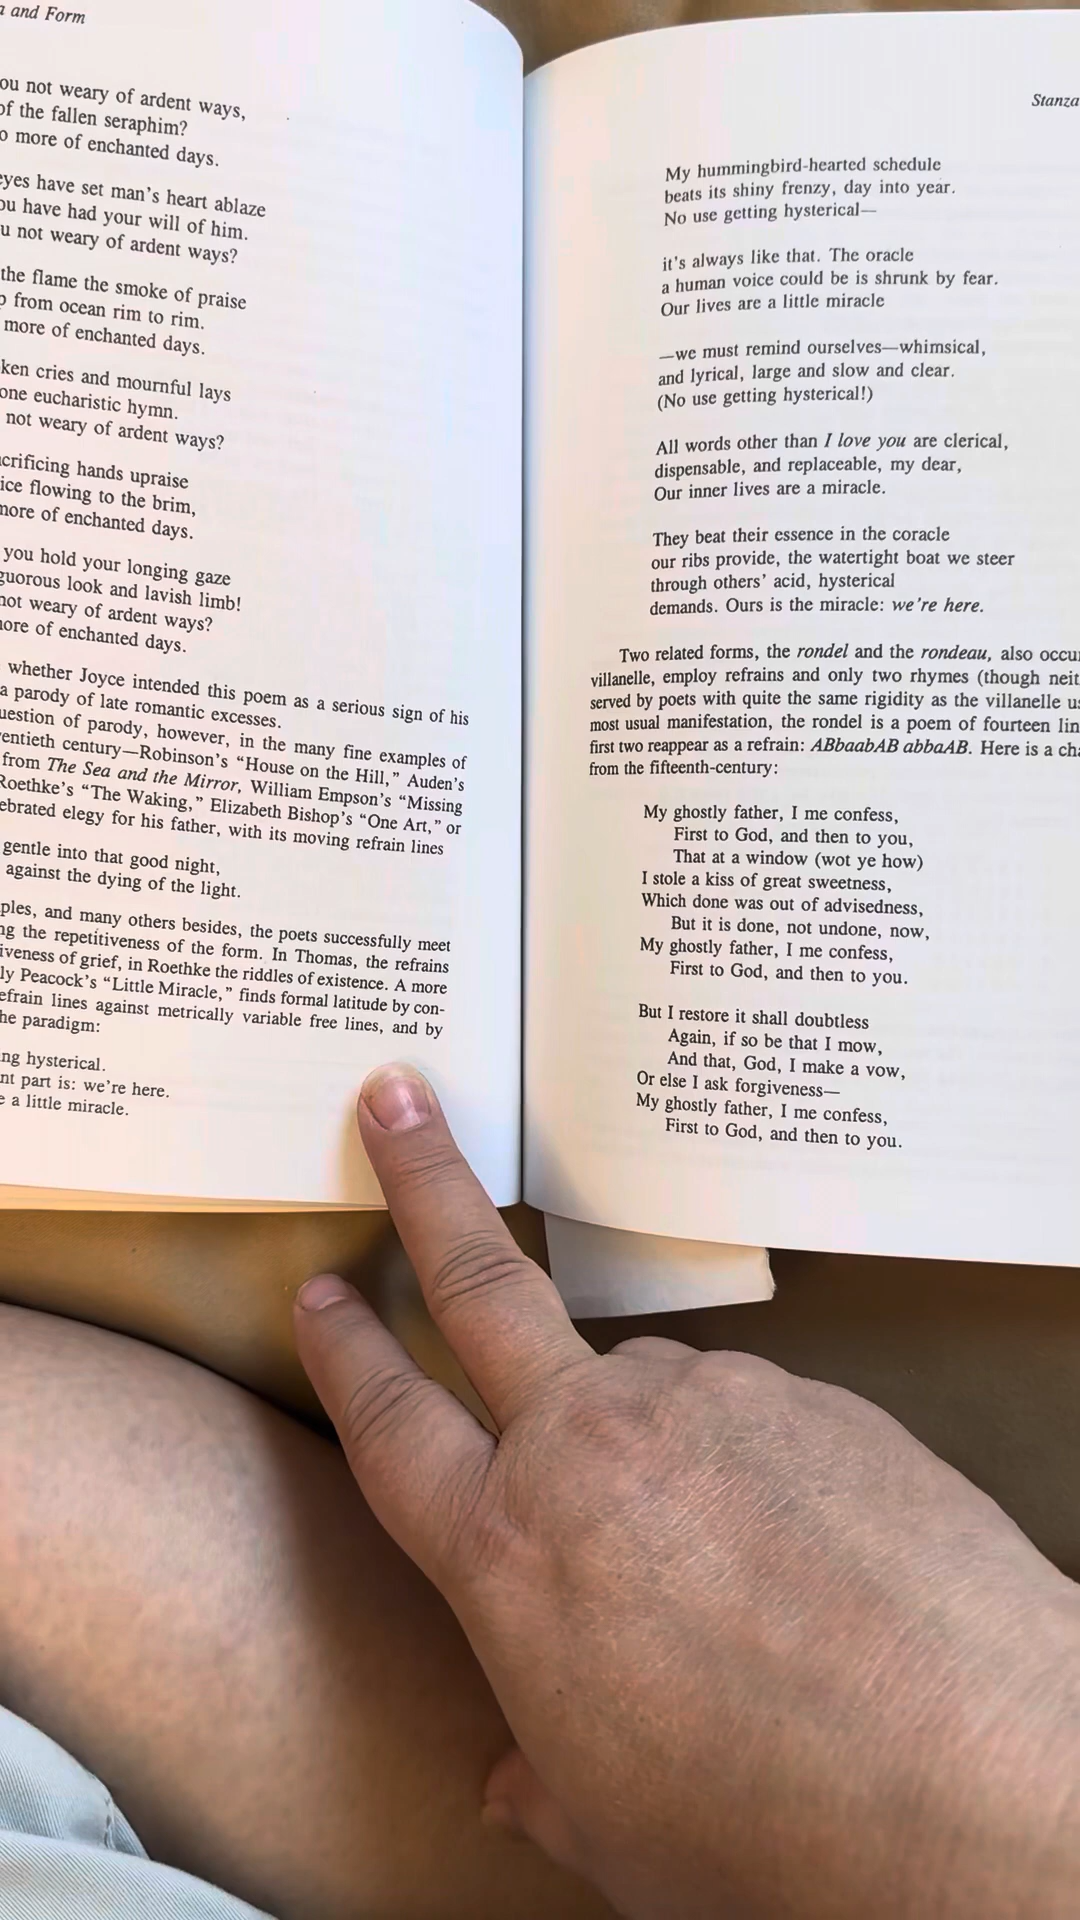 and Form
ou not weary of ardent ways,
of the fallen seraphim?
o more of enchanted days.
eyes have set man's heart ablaze
ou have had your will of him.
u not weary of ardent ways?
the flame the smoke of praise
p from ocean rim to rim.
more of enchanted days.
ken cries and mournful lays
one eucharistic hymn.
not weary of ardent ways?
crificing hands upraise
ice flowing to the brim,
more of enchanted days.
you hold your longing gaze
guorous look and lavish limb!
not weary of ardent ways?
nore of enchanted days.
whether Joyce intended this poem as a serious sign of his
a parody of late romantic excesses.
uestion of parody, however, in the many fine examples of
entieth century—Robinson's "House on the Hill," Auden's
from The Sea and the Mirror, William Empson's "Missing
Roethke's "The Waking," Elizabeth Bishop's "One Art," or
ebrated elegy for his father, with its moving refrain lines
gentle into that good night,
against the dying of the light.
ples, and many others besides, the poets successfully meet
ng the repetitiveness of the form. In Thomas, the refrains
iveness of grief, in Roethke the riddles of existence. A more
ly Peacock's "Little Miracle," finds formal latitude by con-
efrain lines against metrically variable free lines, and by
he paradigm:
ng hysterical.
nt part is: we're here.
e a little miracle.
Stanza
My hummingbird-hearted schedule
beats its shiny frenzy, day into year.
No use getting hysterical—
it's always like that. The oracle
a human voice could be is shrunk by fear.
Our lives are a little miracle
—we must remind ourselves—whimsical,
and lyrical, large and slow and clear.
(No use getting hysterical!)
All words other than I love you are clerical,
dispensable, and replaceable, my dear,
Our inner lives are a miracle.
They beat their essence in the coracle
our ribs provide, the watertight boat we steer
through others' acid, hysterical
demands. Ours is the miracle: we're here.
Two related forms, the rondel and the rondeau, also occu
villanelle, employ refrains and only two rhymes (though neit
served by poets with quite the same rigidity as the villanelle u
most usual manifestation, the rondel is a poem of fourteen lin
first two reappear as a refrain: ABbaabAB abbaAB. Here is a cha
from the fifteenth-century:
My ghostly father, I me confess,
First to God, and then to you,
That at a window (wot ye how)
I stole a kiss of great sweetness,
Which done was out of advisedness,
But it is done, not undone, now,
My ghostly father, I me confess,
First to God, and then to you.
But I restore it shall doubtless
Again, if so be that I mow,
And that, God, I make a vow,
Or else I ask forgiveness—
My ghostly father, I me confess,
First to God, and then to you.